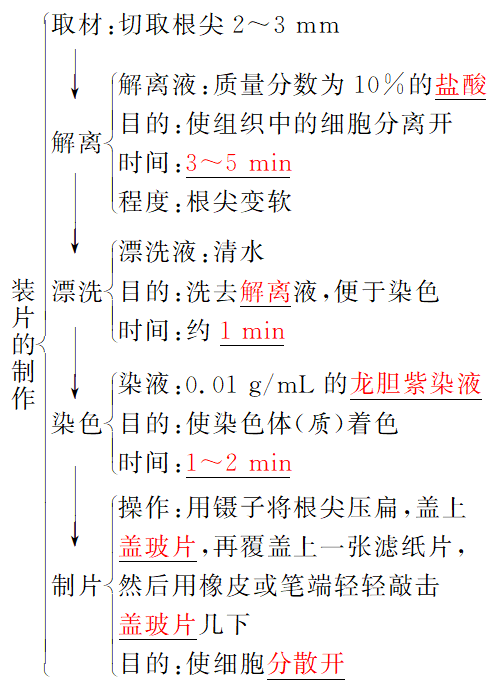 装片的制作
取材:切取根尖2～3 mm
解离
解离液:质量分数为10%的盐酸
目的:使组织中的细胞分离开
时间:3～5 min
程度:根尖变软
漂洗
漂洗液:清水
目的:洗去解离液,便于染色
时间:约1 min
染色
染液:0.01 g/mL的龙胆紫染液
目的:使染色体(质)着色
时间:1～2 min
制片
操作:用镊子将根尖压扁,盖上
盖玻片,再覆盖上一张滤纸片,
然后用橡皮或笔端轻轻敲击
盖玻片几下
目的:使细胞分散开